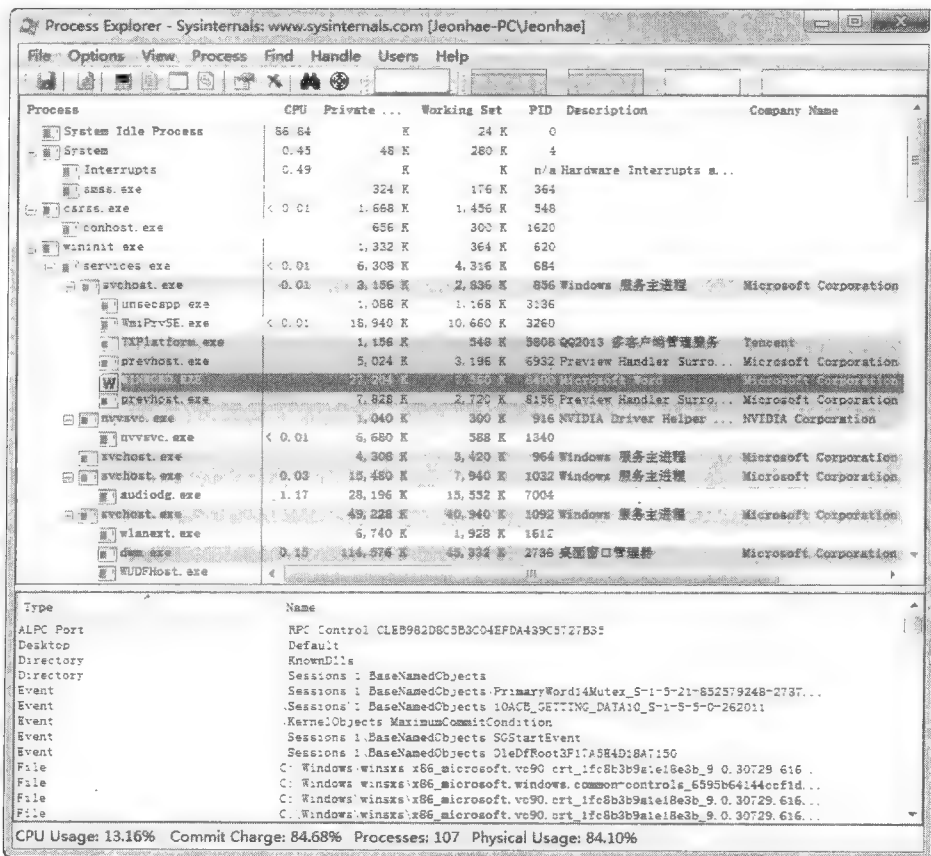 Process Explorer - Sysinternals: www.sysinternals.com [Jeonhae-PC\Jeonhae]
File Options View Process Find Handle Users Help
Process CPU Private ... Working Set PID Description Company Name
System Idle Process 86.84 K 24 K 0
System 0.45 48 K 280 K 4
Interrupts 0.49 K K n/a Hardware Interrupts a...
smss.exe 324 K 176 K 364
csrss.exe < 0.01 1,668 K 1,456 K 548
conhost.exe 656 K 300 K 1620
wininit.exe 1,332 K 364 K 620
services.exe < 0.01 6,308 K 4,316 K 684
svchost.exe 0.01 3,156 K 2,836 K 856 Windows 服务主进程 Microsoft Corporation
unsecapp.exe 1,088 K 1,168 K 3136
WmiPrvSE.exe < 0.01 18,940 K 10,660 K 3260
TXPlatform.exe 1,156 K 548 K 5808 QQ2013 多客户端管理服务 Tencent
prevhost.exe 5,024 K 3,196 K 6932 Preview Handler Surro... Microsoft Corporation
WINWORD.EXE 8400 Microsoft Word Microsoft Corporation
prevhost.exe 7,828 K 2,720 K 8156 Preview Handler Surro... Microsoft Corporation
nvvsvc.exe 1,040 K 300 K 916 NVIDIA Driver Helper ... NVIDIA Corporation
nvvsvc.exe < 0.01 6,680 K 588 K 1340
svchost.exe 4,308 K 3,420 K 964 Windows 服务主进程 Microsoft Corporation
svchost.exe 0.03 15,480 K 7,940 K 1032 Windows 服务主进程 Microsoft Corporation
audiodg.exe 1.17 28,196 K 15,552 K 7004
svchost.exe 49,228 K 40,940 K 1092 Windows 服务主进程 Microsoft Corporation
wlanext.exe 6,740 K 1,928 K 1612
dwm.exe 0.15 114,576 K 45,332 K 2736 桌面窗口管理器 Microsoft Corporation
WUDFHost.exe
Type Name
ALPC Port RPC Control
Desktop Default
Directory KnownDlls
Directory Sessions 1 BaseNamedObjects
Event Sessions 1 BaseNamedObjects PrimaryWord14Mutex_S-1-5-21-852579248-2737...
Event Sessions 1 BaseNamedObjects 10ACB_GETTING_DATA10_S-1-5-5-0-262011
Event KernelObjects MaximumCommitCondition
Event Sessions 1 BaseNamedObjects SGStartEvent
Event Sessions 1 BaseNamedObjects
File C: Windows winsxs x86_microsoft.vc90.crt_1fc8b3b9a1e18e3b_9.0.30729.616...
File C: Windows winsxs x86_microsoft.windows.common-controls_6595b64144ccf1d...
File C: Windows winsxs x86_microsoft.vc90.crt_1fc8b3b9a1e18e3b_9.0.30729.616...
File C: Windows winsxs x86_microsoft.vc90.crt_1fc8b3b9a1e18e3b_9.0.30729.616...
CPU Usage: 13.16% Commit Charge: 84.68% Processes: 107 Physical Usage: 84.10%